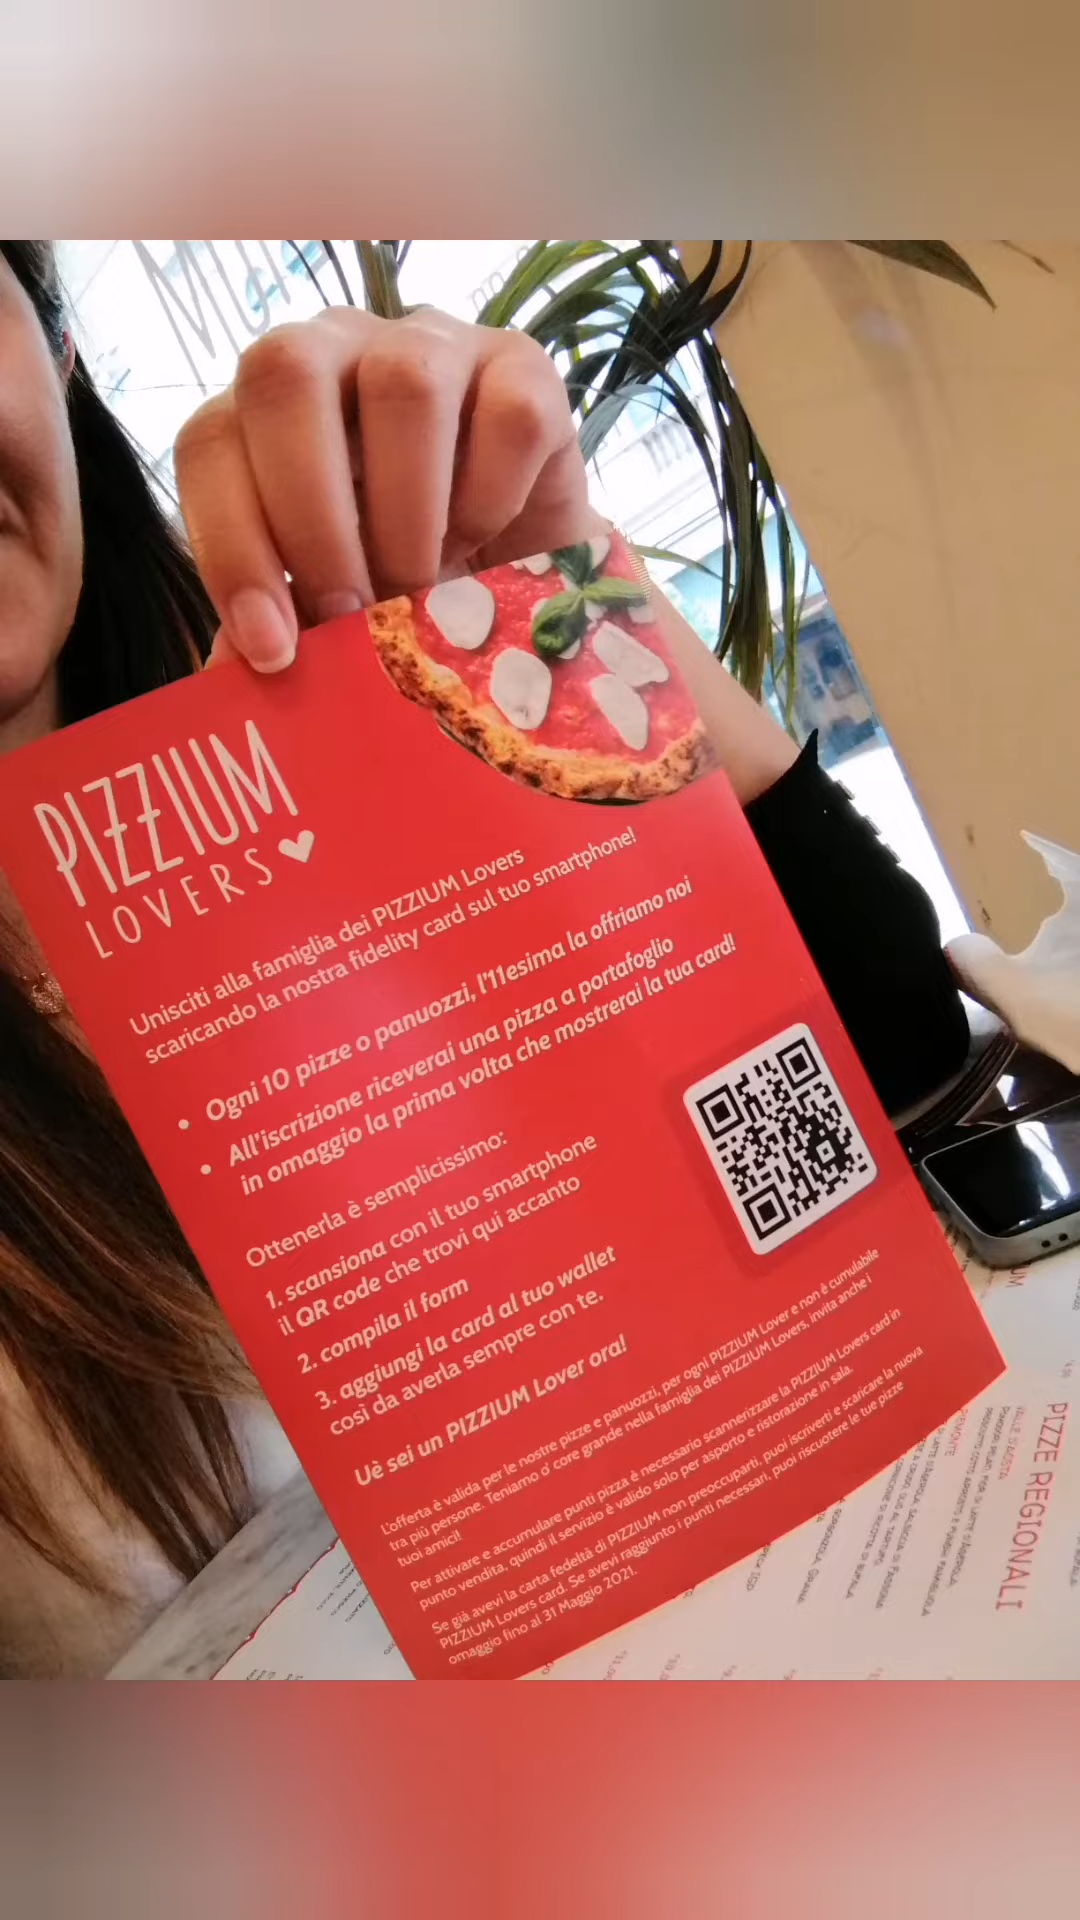 PIZZIUM
LOVERS
Unisciti alla famiglia dei PIZZIUM Lovers
scaricando la nostra fidelity card sul tuo smartphone!
• Ogni 10 pizze o panuozzi, l'11esima la offriamo noi
• All'iscrizione riceverai una pizza a portafoglio
in omaggio la prima volta che mostrerai la tua card!
Ottenerla è semplicissimo:
1. scansiona con il tuo smartphone
il QR code che trovi qui accanto
2. compila il form
3. aggiungi la card al tuo wallet
così da averla sempre con te.
Uè sei un PIZZIUM Lover ora!
L'offerta è valida per le nostre pizze e panuozzi, per ogni PIZZIUM Lover e non è cumulabile
tra più persone. Teniamo o' core grande nella famiglia dei PIZZIUM Lovers, invita anche i
tuoi amici!
Per attivare e accumulare punti pizza è necessario scannerizzare la PIZZIUM Lovers card in
punto vendita, quindi il servizio è valido solo per asporto e ristorazione in sala.
Se già avevi la carta fedeltà di PIZZIUM non preoccuparti, puoi iscriverti e scaricare la nuova
PIZZIUM Lovers card. Se avevi raggiunto i punti necessari, puoi riscuotere le tue pizze
omaggio fino al 31 Maggio 2021.
PIZZE REGIONALI
VALLE D'AOSTA
PIEMONTE